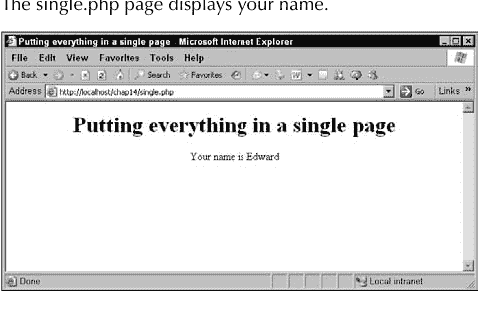 The single.php page displays your name.
Putting everything in a single page - Microsoft Internet Explorer
File Edit View Favorites Tools Help
Back Search Favorites
Address http://localhost/chap14/single.php Go Links »
Putting everything in a single page
Your name is Edward
Done Local intranet